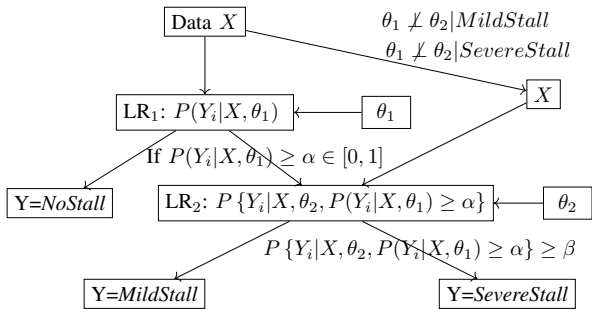 Data X
θ₁ ⊥̸ θ₂|MildStall
θ₁ ⊥̸ θ₂|SevereStall
X
LR₁: P(Yᵢ|X, θ₁)
θ₁
If P(Yᵢ|X, θ₁) ≥ α ∈ [0, 1]
Y=NoStall
LR₂: P {Yᵢ|X, θ₂, P(Yᵢ|X, θ₁) ≥ α}
θ₂
P {Yᵢ|X, θ₂, P(Yᵢ|X, θ₁) ≥ α} ≥ β
Y=MildStall
Y=SevereStall